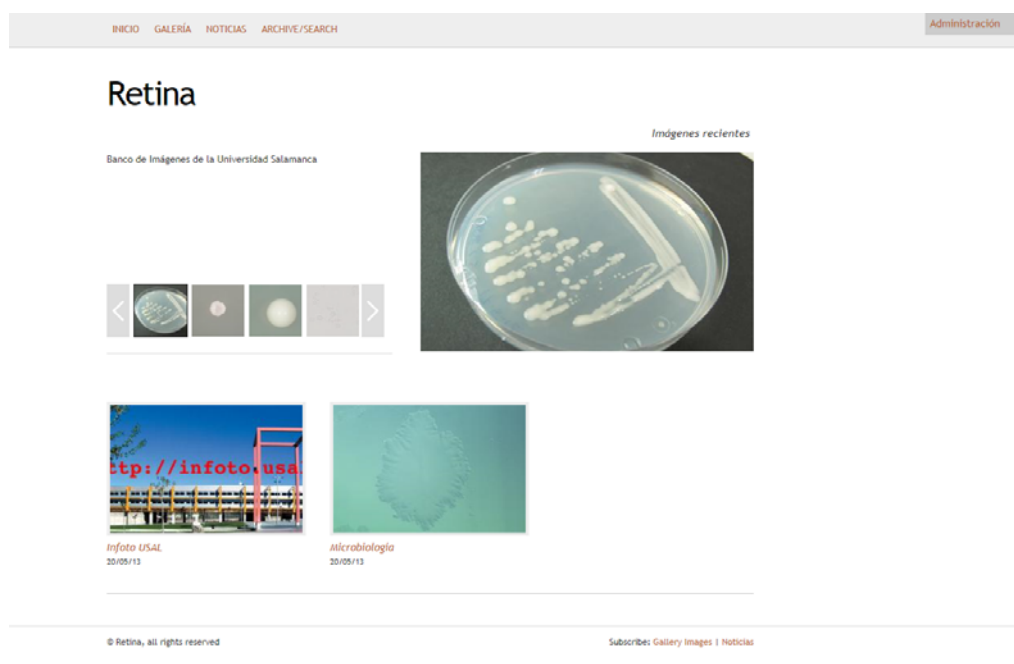 INICIO GALERÍA NOTICIAS ARCHIVE/SEARCH
Administración
Retina
Imágenes recientes
Banco de Imágenes de la Universidad Salamanca
ttp://infoto.usa
Infoto USAL
20/05/13
Microbiología
20/05/13
© Retina, all rights reserved
Subscribe: Gallery Images | Noticias